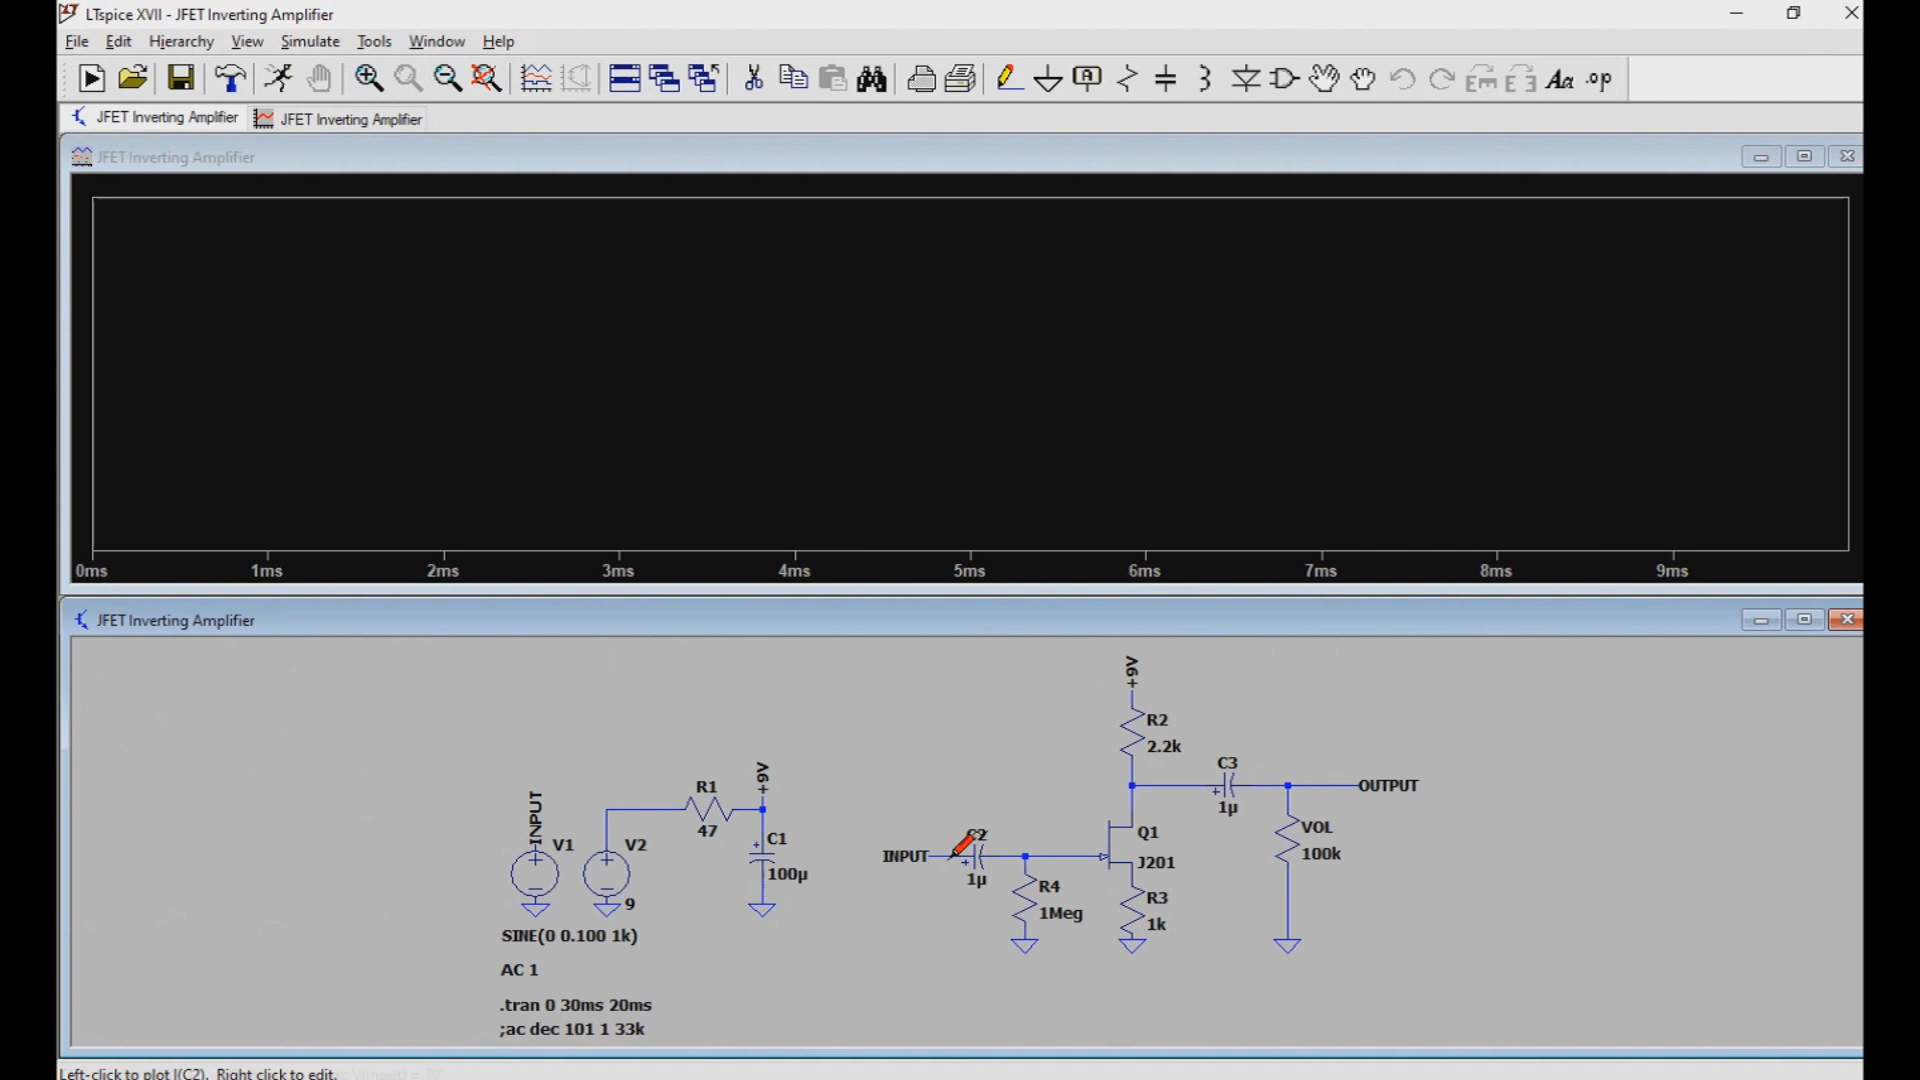 LTspice XVII - JFET Inverting Amplifier
File Edit Hierarchy View Simulate Tools Window Help
A Aa .op
JFET Inverting Amplifier JFET Inverting Amplifier
JFET Inverting Amplifier
0ms 1ms 2ms 3ms 4ms 5ms 6ms 7ms 8ms 9ms
JFET Inverting Amplifier
+9V
R2
2.2k
C3
1µ
OUTPUT
VOL
100k
Q1
J201
R3
1k
INPUT
C2
1µ
R4
1Meg
+9V
R1
47
C1
100µ
INPUT
V1
V2
9
SINE(0 0.100 1k)
AC 1
.tran 0 30ms 20ms
;ac dec 101 1 33k
Left-click to plot I(C2). Right click to edit.